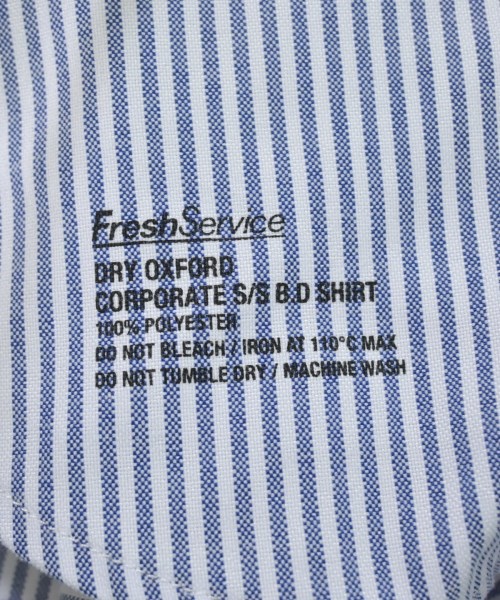 FreshService
DRY OXFORD
CORPORATE S/S B.D SHIRT
100% POLYESTER
DO NOT BLEACH / IRON AT 110°C MAX
DO NOT TUMBLE DRY / MACHINE WASH